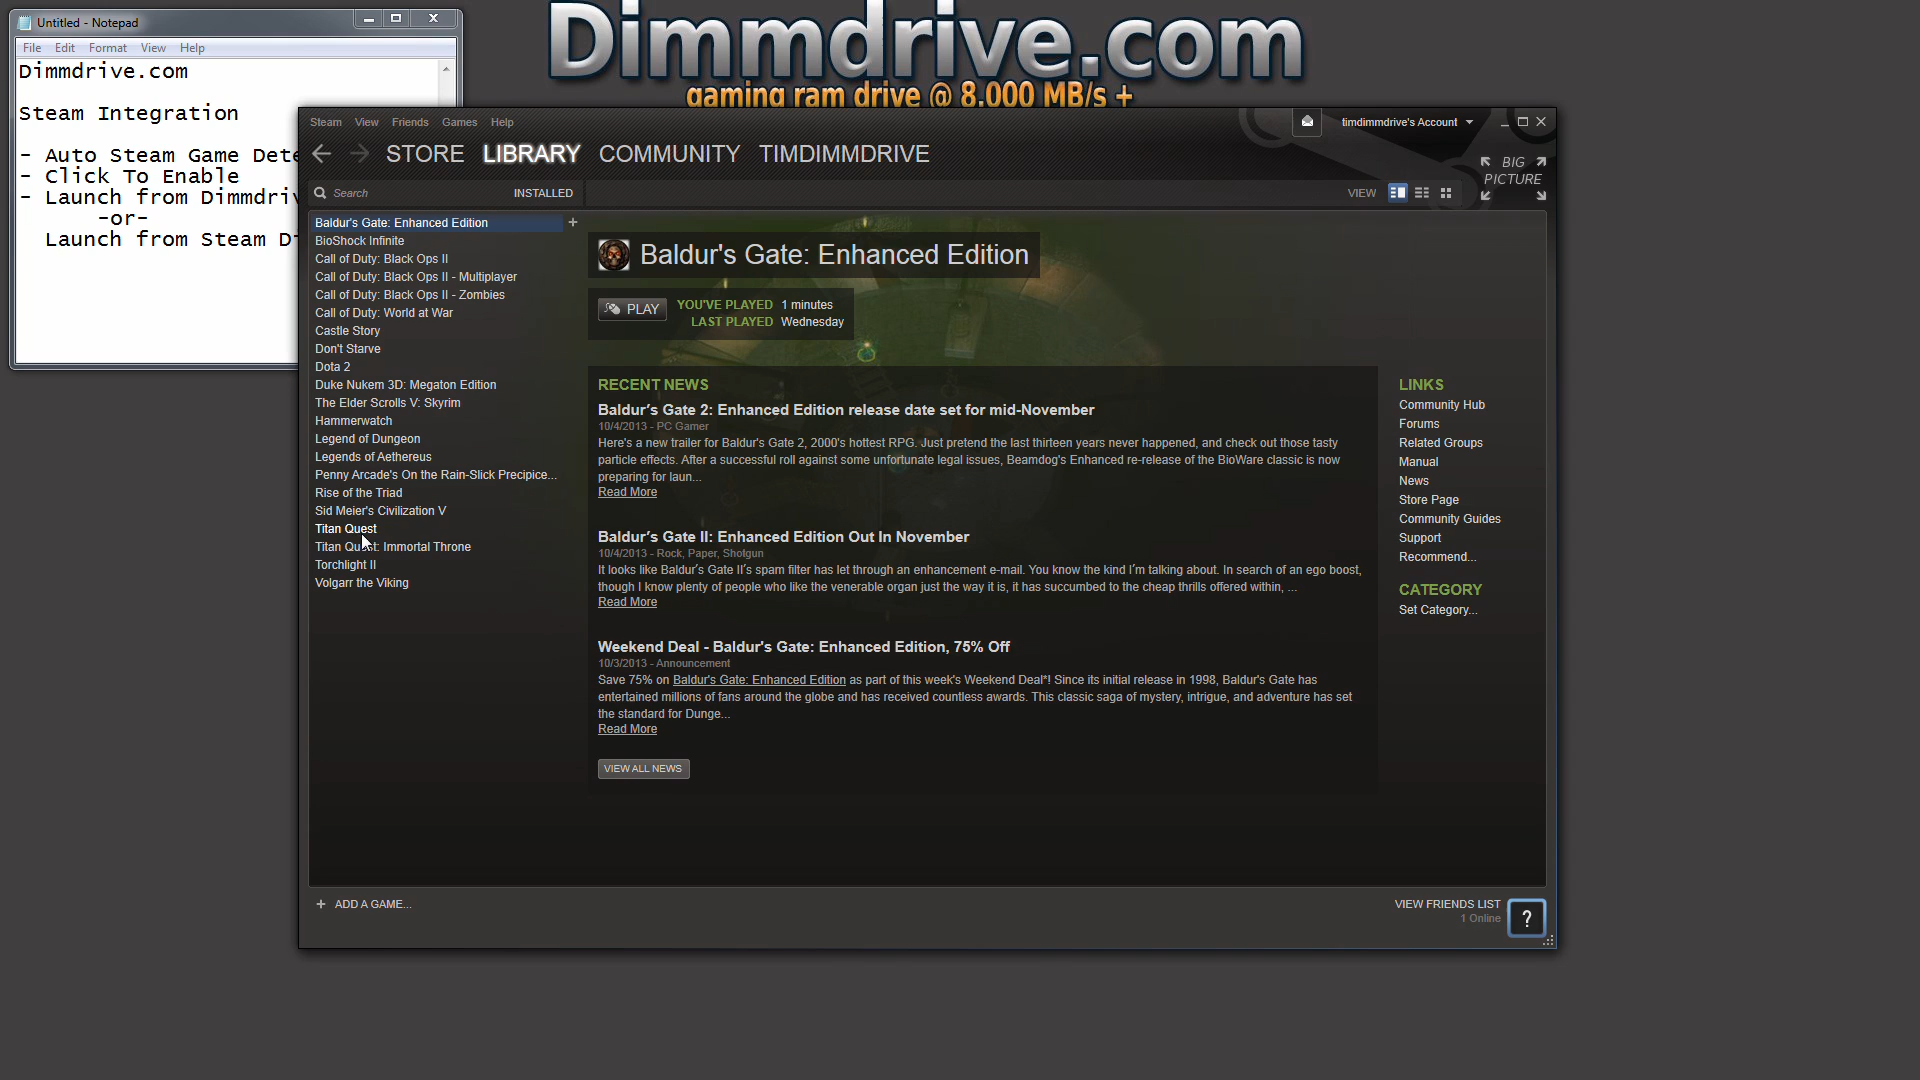 Untitled - Notepad
File Edit Format View Help
Dimmdrive.com
Steam Integration
- Auto Steam Game Dete
- Click To Enable
- Launch from Dimmdriv
-or-
Launch from Steam Di
Dimmdrive.com
gaming ram drive @ 8,000 MB/s +
Steam View Friends Games Help
timdimmdrive's Account
STORE LIBRARY COMMUNITY TIMDIMMDRIVE
BIG
PICTURE
Search INSTALLED
VIEW
Baldur's Gate: Enhanced Edition +
BioShock Infinite
Call of Duty: Black Ops II
Call of Duty: Black Ops II - Multiplayer
Call of Duty: Black Ops II - Zombies
Call of Duty: World at War
Castle Story
Don't Starve
Dota 2
Duke Nukem 3D: Megaton Edition
The Elder Scrolls V: Skyrim
Hammerwatch
Legend of Dungeon
Legends of Aethereus
Penny Arcade's On the Rain-Slick Precipice...
Rise of the Triad
Sid Meier's Civilization V
Titan Quest
Titan Quest: Immortal Throne
Torchlight II
Volgarr the Viking
+ ADD A GAME...
Baldur's Gate: Enhanced Edition
PLAY
YOU'VE PLAYED 1 minutes
LAST PLAYED Wednesday
RECENT NEWS
Baldur's Gate 2: Enhanced Edition release date set for mid-November
10/4/2013 - PC Gamer
Here's a new trailer for Baldur's Gate 2, 2000's hottest RPG. Just pretend the last thirteen years never happened, and check out those tasty
particle effects. After a successful roll against some unfortunate legal issues, Beamdog's Enhanced re-release of the BioWare classic is now
preparing for laun...
Read More
Baldur's Gate II: Enhanced Edition Out In November
10/4/2013 - Rock, Paper, Shotgun
It looks like Baldur's Gate II's spam filter has let through an enhancement e-mail. You know the kind I'm talking about. In search of an ego boost,
though I know plenty of people who like the venerable organ just the way it is, it has succumbed to the cheap thrills offered within, ...
Read More
Weekend Deal - Baldur's Gate: Enhanced Edition, 75% Off
10/3/2013 - Announcement
Save 75% on Baldur's Gate: Enhanced Edition as part of this week's Weekend Deal*! Since its initial release in 1998, Baldur's Gate has
entertained millions of fans around the globe and has received countless awards. This classic saga of mystery, intrigue, and adventure has set
the standard for Dunge...
Read More
VIEW ALL NEWS
LINKS
Community Hub
Forums
Related Groups
Manual
News
Store Page
Community Guides
Support
Recommend...
CATEGORY
Set Category...
VIEW FRIENDS LIST
1 Online
?